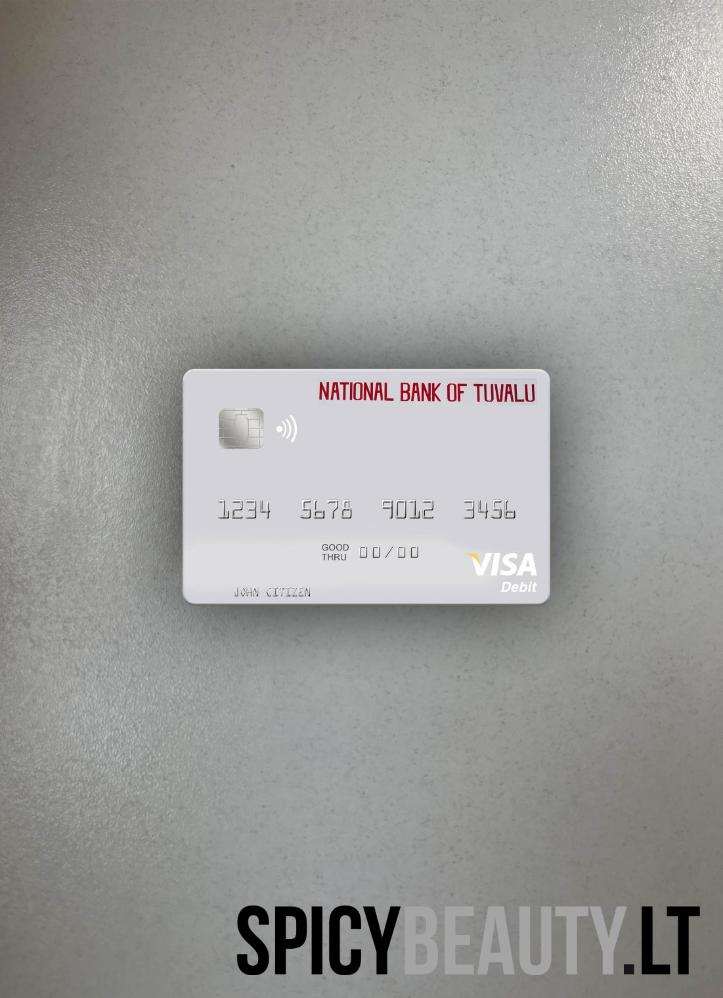 NATIONAL BANK OF TUVALU
1234 5678 9012 3456
GOOD THRU 00/00
VISA
Debit
JOHN CITIZEN
SPICYBEAUTY.LT